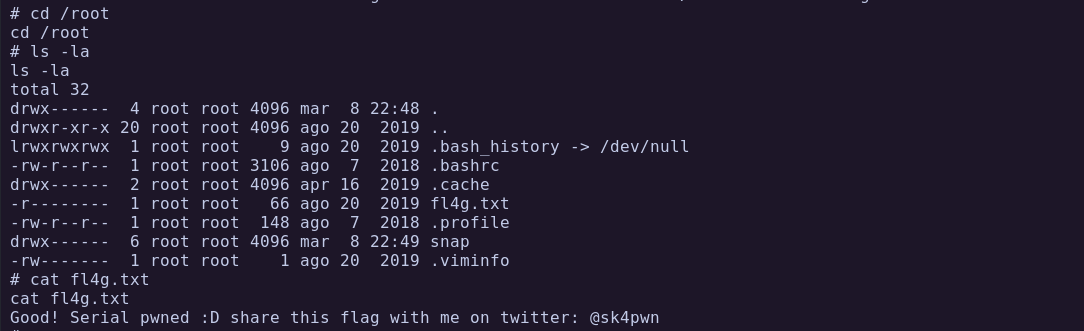 # cd /root
cd /root
# ls -la
ls -la
total 32
drwx------  4 root root 4096 mar  8 22:48 .
drwxr-xr-x 20 root root 4096 ago 20  2019 ..
lrwxrwxrwx  1 root root    9 ago 20  2019 .bash_history -> /dev/null
-rw-r--r--  1 root root 3106 ago  7  2018 .bashrc
drwx------  2 root root 4096 apr 16  2019 .cache
-r--------  1 root root   66 ago 20  2019 fl4g.txt
-rw-r--r--  1 root root  148 ago  7  2018 .profile
drwx------  6 root root 4096 mar  8 22:49 snap
-rw-------  1 root root    1 ago 20  2019 .viminfo
# cat fl4g.txt
cat fl4g.txt
Good! Serial pwned :D share this flag with me on twitter: @sk4pwn